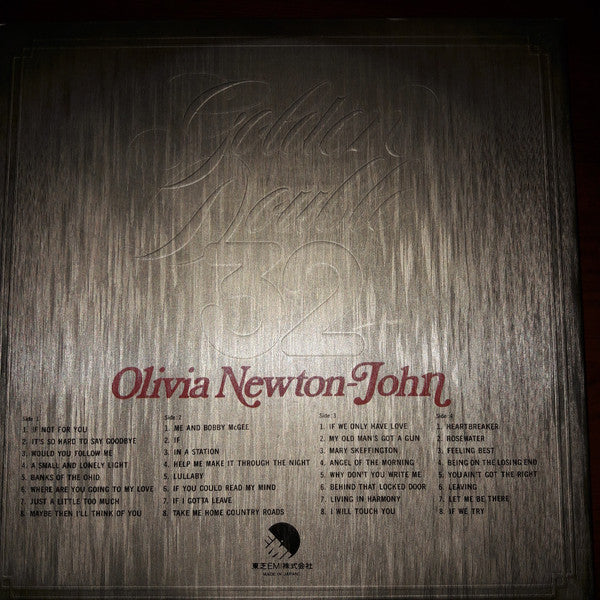 Golden
Double
32
Olivia Newton-John
Side: 1
1. IF NOT FOR YOU
2. IT'S SO HARD TO SAY GOODBYE
3. WOULD YOU FOLLOW ME
4. A SMALL AND LONELY LIGHT
5. BANKS OF THE OHIO
6. WHERE ARE YOU GOING TO MY LOVE
7. JUST A LITTLE TOO MUCH
8. MAYBE THEN I'LL THINK OF YOU
Side: 2
1. ME AND BOBBY McGEE
2. IF
3. IN A STATION
4. HELP ME MAKE IT THROUGH THE NIGHT
5. LULLABY
6. IF YOU COULD READ MY MIND
7. IF I GOTTA LEAVE
8. TAKE ME HOME COUNTRY ROADS
Side: 3
1. IF WE ONLY HAVE LOVE
2. MY OLD MAN'S GOT A GUN
3. MARY SKEFFINGTON
4. ANGEL OF THE MORNING
5. WHY DON'T YOU WRITE ME
6. BEHIND THAT LOCKED DOOR
7. LIVING IN HARMONY
8. I WILL TOUCH YOU
Side: 4
1. HEARTBREAKER
2. ROSEWATER
3. FEELING BEST
4. BEING ON THE LOSING END
5. YOU AIN'T GOT THE RIGHT
6. LEAVING
7. LET ME BE THERE
8. IF WE TRY
東芝EMI株式会社
MADE IN JAPAN